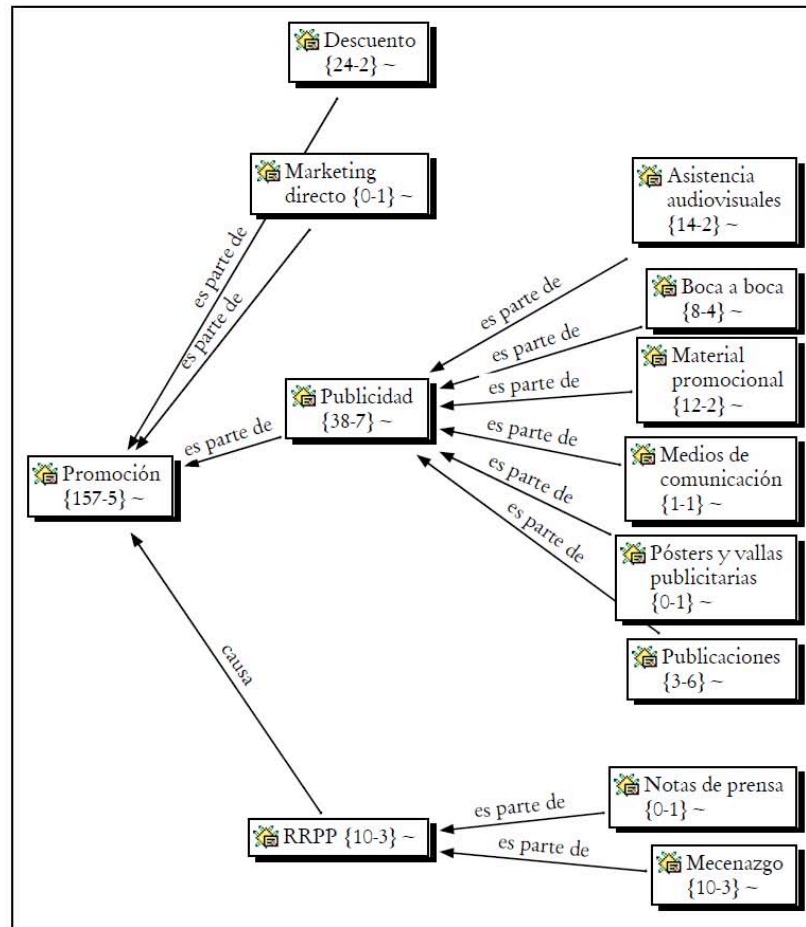 Descuento
{24-2} ~
Marketing
directo {0-1} ~
Asistencia
audiovisuales
{14-2} ~
es parte de
es parte de
es parte de
Boca a boca
{8-4} ~
es parte de
Material
promocional
{12-2} ~
es parte de
Publicidad
{38-7} ~
es parte de
es parte de
Medios de
comunicación
{1-1} ~
Promoción
{157-5} ~
es parte de
es parte de
Pósters y vallas
publicitarias
{0-1} ~
Publicaciones
{3-6} ~
causa
Notas de prensa
{0-1} ~
es parte de
RRPP {10-3} ~
es parte de
Mecenazgo
{10-3} ~